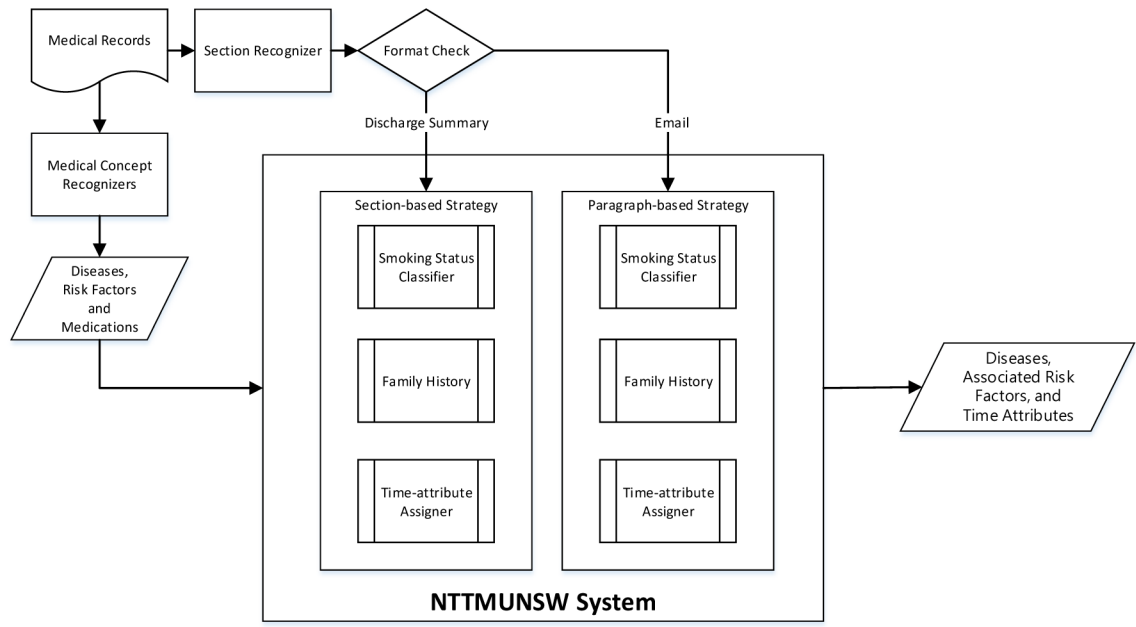 Medical Records
Section Recognizer
Format Check
Discharge Summary
Email
Medical Concept
Recognizers
Diseases,
Risk Factors
and
Medications
Section-based Strategy
Smoking Status
Classifier
Family History
Time-attribute
Assigner
Paragraph-based Strategy
Smoking Status
Classifier
Family History
Time-attribute
Assigner
NTTMUNSW System
Diseases,
Associated Risk
Factors, and
Time Attributes